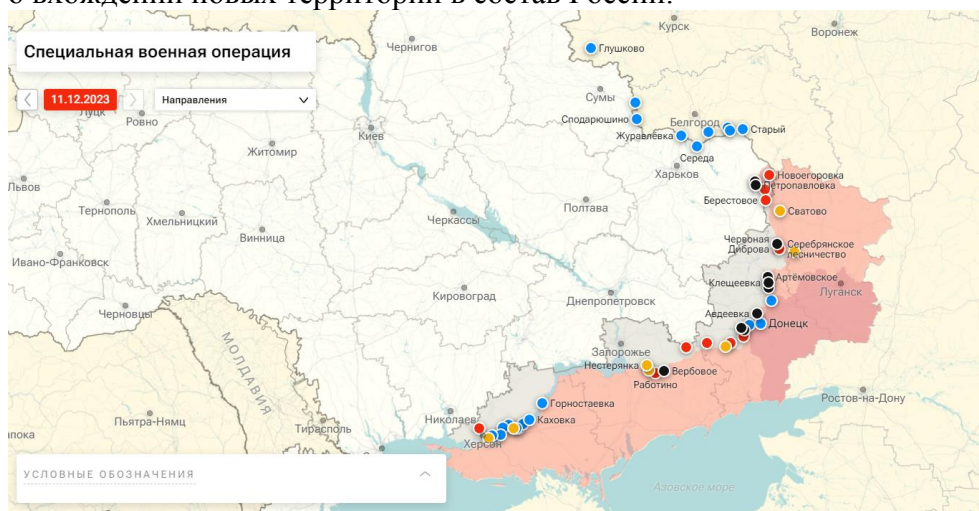 о вхождении новых территорий в состав России.
Курск
Воронеж
Чернигов
Глушково
Специальная военная операция
Сумы
11.12.2023
Направления
Луцк
Ровно
Сподарюшино
Белгород
Старый
Киев
Журавлёвка
Житомир
Середа
Харьков
Новоегоровка
Петропавловка
Львов
Берестовое
Тернополь
Полтава
Сватово
Хмельницкий
Черкассы
Винница
Червоная
Диброва
Серебрянское
лесничество
Ивано-Франковск
Артёмовское
Клещеевка
Луганск
Кировоград
Днепропетровск
Черновцы
Авдеевка
Донецк
МОЛДАВИЯ
Запорожье
Нестерянка
Вербовое
Работино
Ростов-на-Дону
Горностаевка
Пьятра-Нямц
Николаев
Каховка
Тирасполь
Херсон
УСЛОВНЫЕ ОБОЗНАЧЕНИЯ
Азовское море